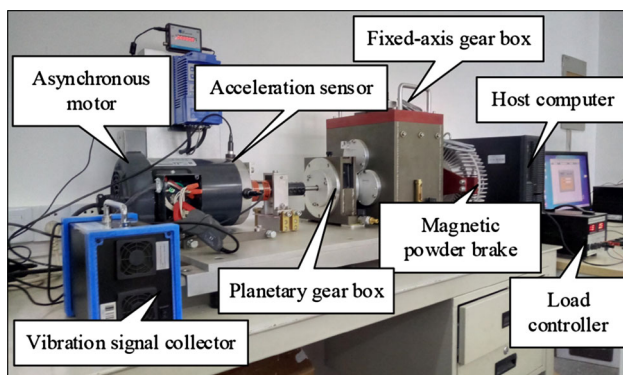 Fixed-axis gear box
Asynchronous
motor
Acceleration sensor
Host computer
Magnetic
powder brake
Planetary gear box
Load
controller
Vibration signal collector